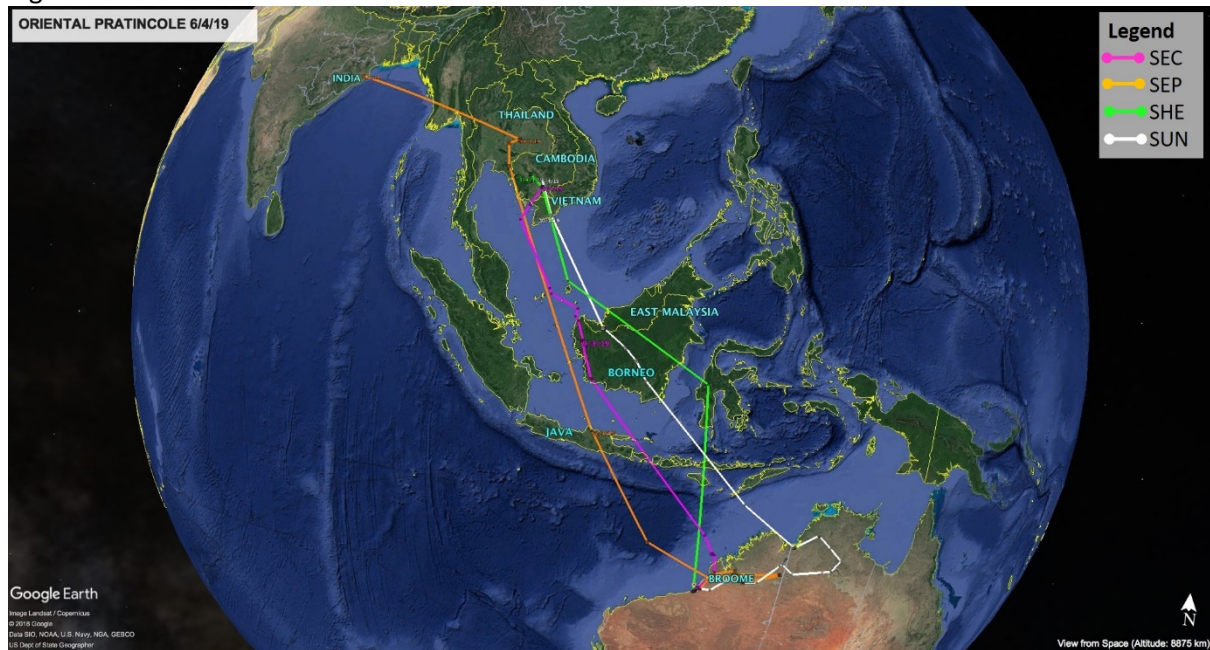 ORIENTAL PRATINCOLE 6/4/19
Legend
SEC
SEP
SHE
SUN
INDIA
THAILAND
CAMBODIA
VIETNAM
EAST MALAYSIA
BORNEO
JAVA
BROOME
Google Earth
Image Landsat / Copernicus
© 2018 Google
Data SIO, NOAA, U.S. Navy, NGA, GEBCO
US Dept of State Geographer
N
View from Space (Altitude: 8875 km)